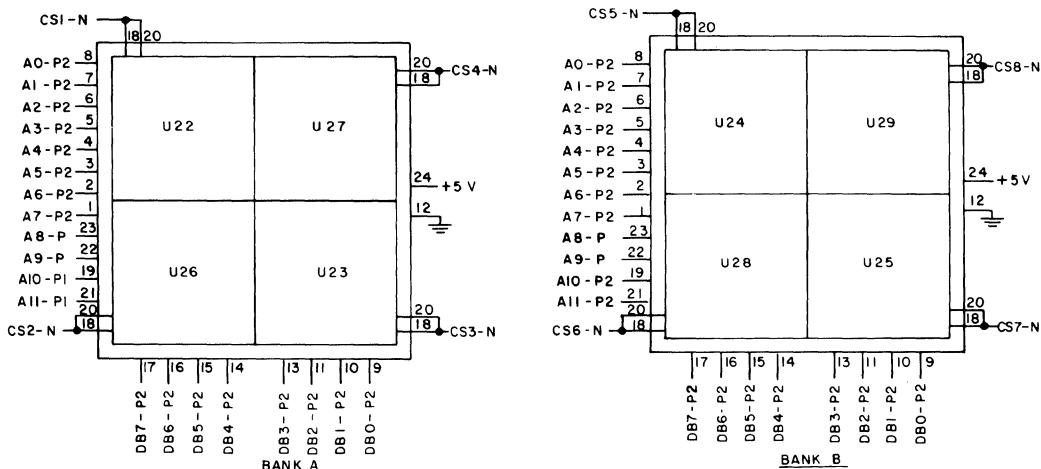 CS1-N
18 20
A0-P2 8
A1-P2 7
A2-P2 6
A3-P2 5
A4-P2 4
A5-P2 3
A6-P2 2
A7-P2 1
A8-P 23
A9-P 22
A10-P1 19
A11-P1 21
20
CS2-N 18
U22
U27
U26
U23
20
18 CS4-N
24
+5V
12
20
18 CS3-N
17 16 15 14 13 11 10 9
DB7-P2
DB6-P2
DB5-P2
DB4-P2
DB3-P2
DB2-P2
DB1-P2
DB0-P2
BANK A
CS5-N
18 20
A0-P2 8
A1-P2 7
A2-P2 6
A3-P2 5
A4-P2 4
A5-P2 3
A6-P2 2
A7-P2 1
A8-P 23
A9-P 22
A10-P2 19
A11-P2 21
20
CS6-N 18
U24
U29
U28
U25
20
18 CS8-N
24
+5V
12
20
18 CS7-N
17 16 15 14 13 11 10 9
DB7-P2
DB6-P2
DB5-P2
DB4-P2
DB3-P2
DB2-P2
DB1-P2
DB0-P2
BANK B